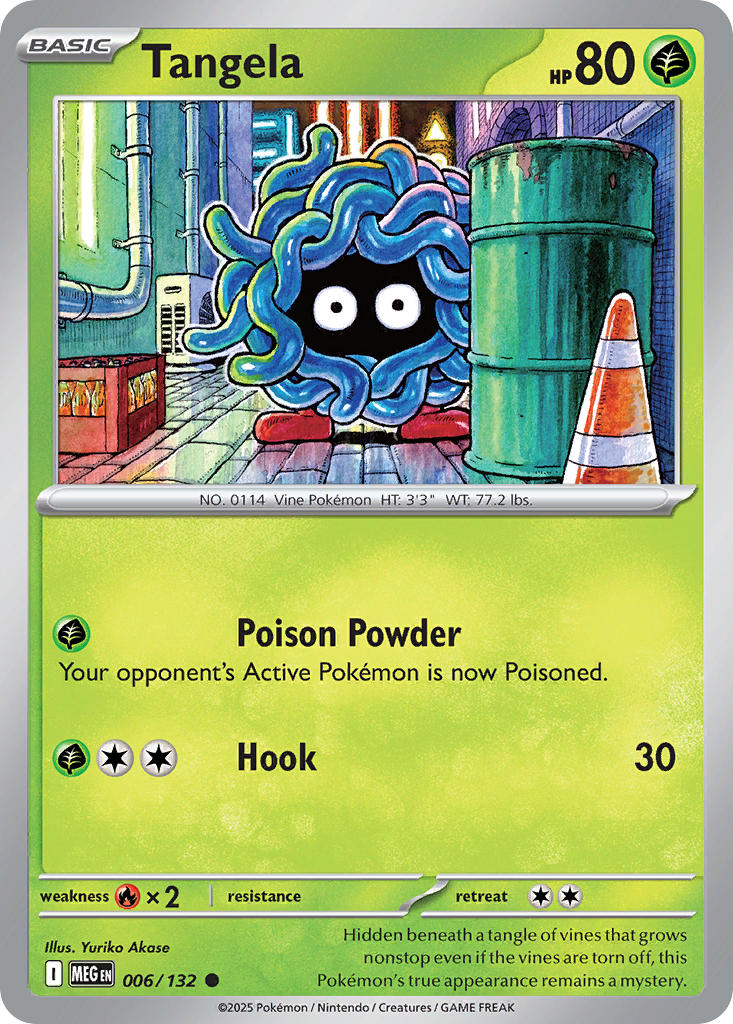 BASIC
Tangela
HP 80
NO. 0114 Vine Pokémon HT: 3'3" WT: 77.2 lbs.
Poison Powder
Your opponent's Active Pokémon is now Poisoned.
Hook 30
weakness ×2 resistance retreat
Illus. Yuriko Akase
Hidden beneath a tangle of vines that grows
nonstop even if the vines are torn off, this
Pokémon's true appearance remains a mystery.
I MEG EN 006/132
©2025 Pokémon / Nintendo / Creatures / GAME FREAK